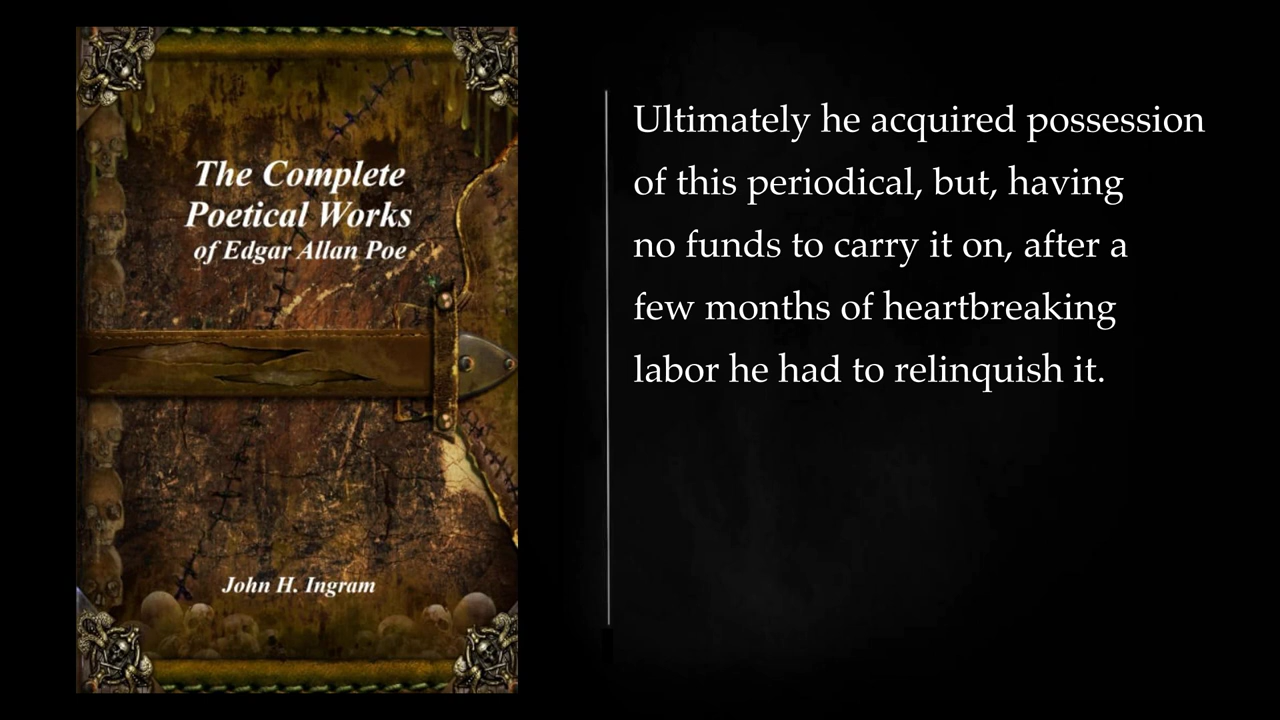 The Complete
Poetical Works
of Edgar Allan Poe
John H. Ingram
Ultimately he acquired possession
of this periodical, but, having
no funds to carry it on, after a
few months of heartbreaking
labor he had to relinquish it.